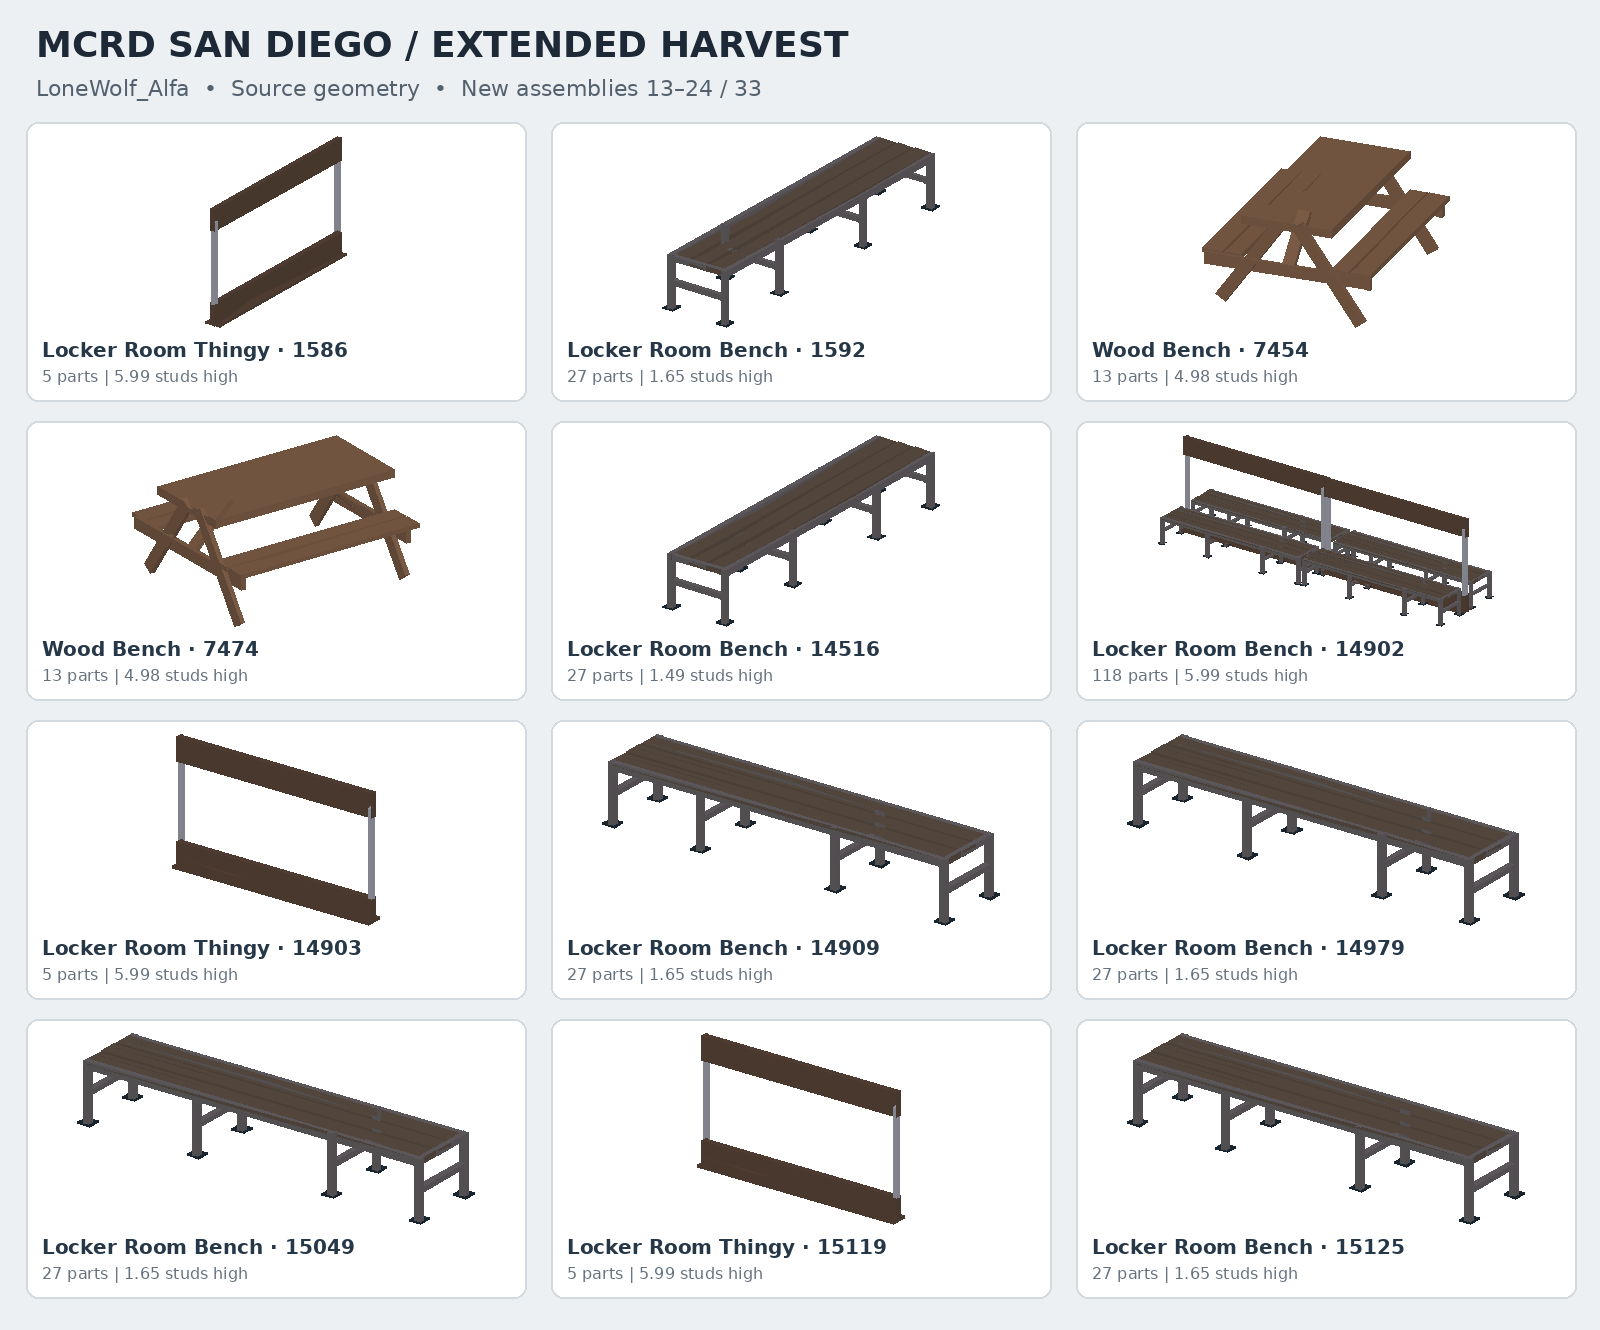 MCRD SAN DIEGO / EXTENDED HARVEST
LoneWolf_Alfa • Source geometry • New assemblies 13–24 / 33
Locker Room Thingy · 1586
5 parts | 5.99 studs high
Locker Room Bench · 1592
27 parts | 1.65 studs high
Wood Bench · 7454
13 parts | 4.98 studs high
Wood Bench · 7474
13 parts | 4.98 studs high
Locker Room Bench · 14516
27 parts | 1.49 studs high
Locker Room Bench · 14902
118 parts | 5.99 studs high
Locker Room Thingy · 14903
5 parts | 5.99 studs high
Locker Room Bench · 14909
27 parts | 1.65 studs high
Locker Room Bench · 14979
27 parts | 1.65 studs high
Locker Room Bench · 15049
27 parts | 1.65 studs high
Locker Room Thingy · 15119
5 parts | 5.99 studs high
Locker Room Bench · 15125
27 parts | 1.65 studs high